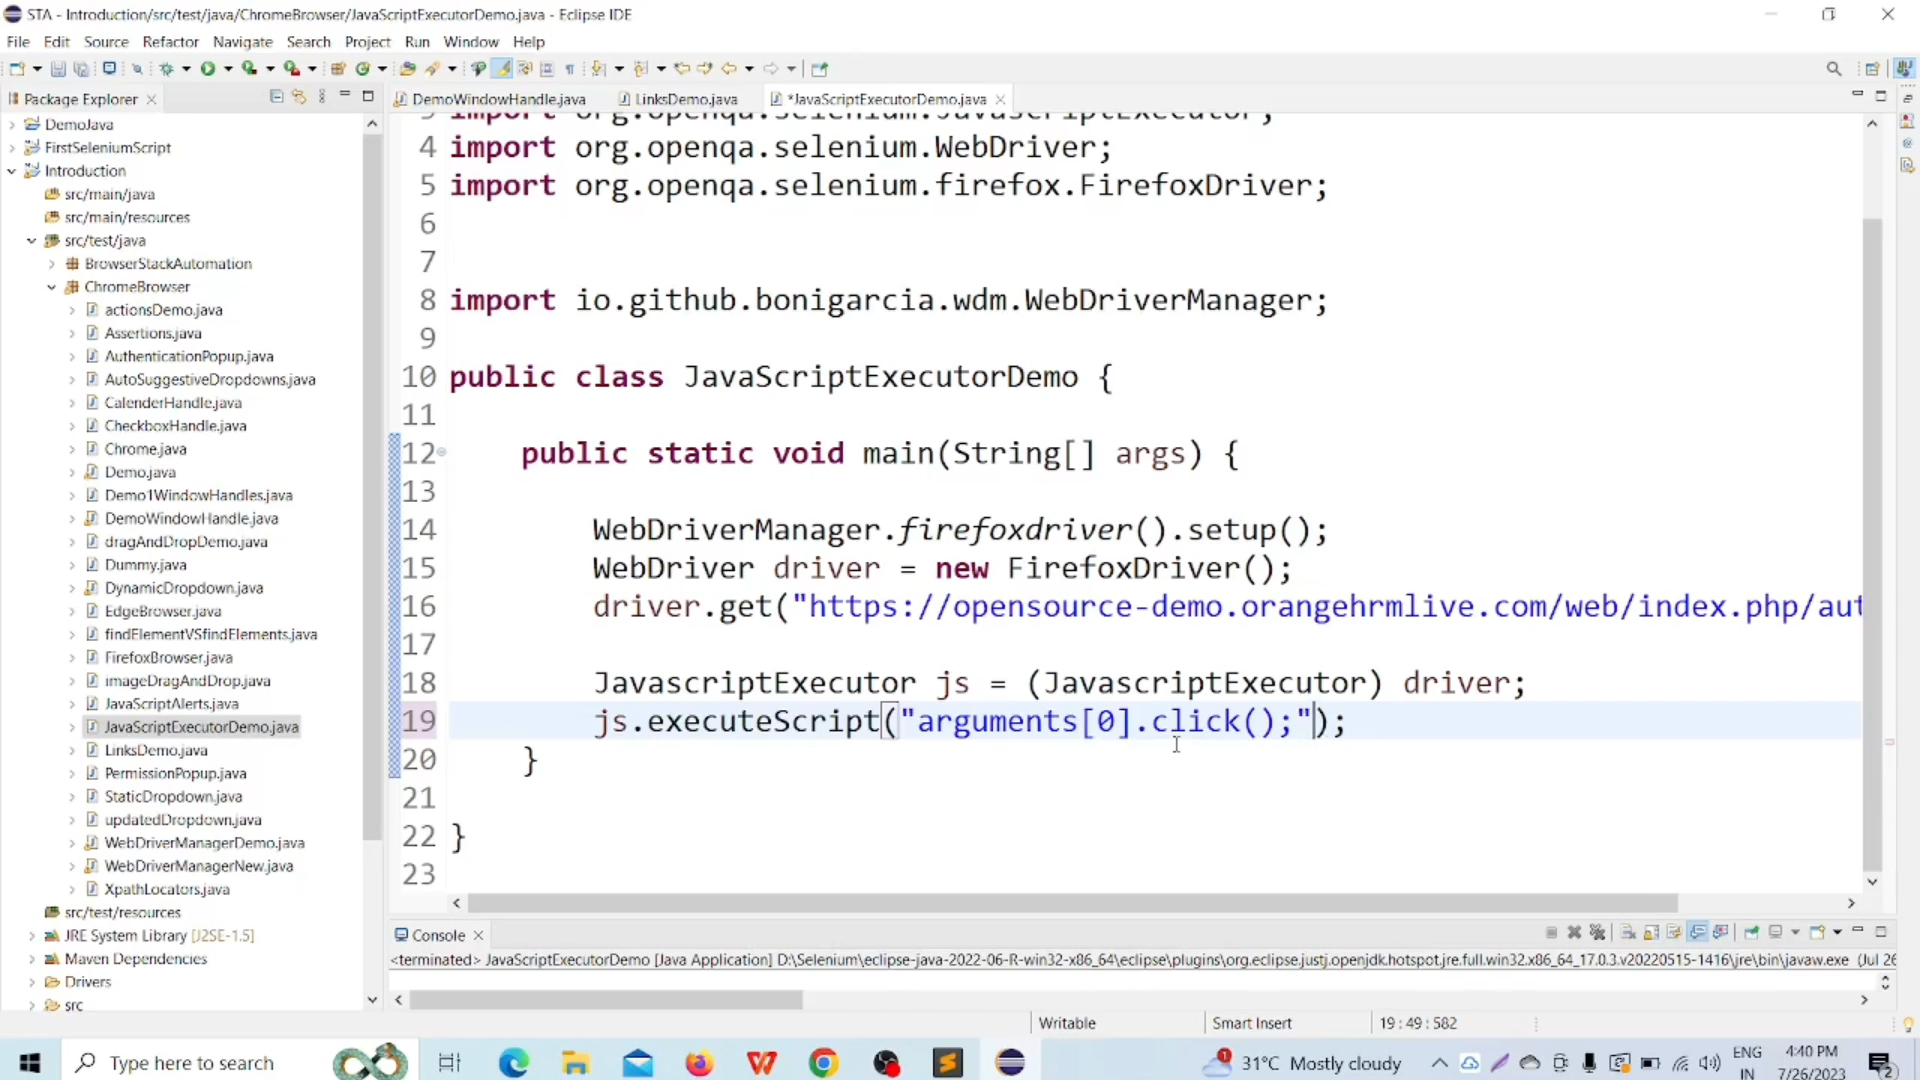 STA - Introduction/src/test/java/ChromeBrowser/JavaScriptExecutorDemo.java - Eclipse IDE
File Edit Source Refactor Navigate Search Project Run Window Help
Package Explorer
DemoWindowHandle.java LinksDemo.java *JavaScriptExecutorDemo.java
DemoJava
FirstSeleniumScript
Introduction
src/main/java
src/main/resources
src/test/java
BrowserStackAutomation
ChromeBrowser
actionsDemo.java
Assertions.java
AuthenticationPopup.java
AutoSuggestiveDropdowns.java
CalenderHandle.java
CheckboxHandle.java
Chrome.java
Demo.java
Demo1WindowHandles.java
DemoWindowHandle.java
dragAndDropDemo.java
Dummy.java
DynamicDropdown.java
EdgeBrowser.java
findElementVSfindElements.java
FirefoxBrowser.java
imageDragAndDrop.java
JavaScriptAlerts.java
JavaScriptExecutorDemo.java
LinksDemo.java
PermissionPopup.java
StaticDropdown.java
updatedDropdown.java
WebDriverManagerDemo.java
WebDriverManagerNew.java
XpathLocators.java
src/test/resources
JRE System Library [J2SE-1.5]
Maven Dependencies
Drivers
src
3 import org.openqa.selenium.JavascriptExecutor;
4 import org.openqa.selenium.WebDriver;
5 import org.openqa.selenium.firefox.FirefoxDriver;
6
7
8 import io.github.bonigarcia.wdm.WebDriverManager;
9
10 public class JavaScriptExecutorDemo {
11
12 public static void main(String[] args) {
13
14 WebDriverManager.firefoxdriver().setup();
15 WebDriver driver = new FirefoxDriver();
16 driver.get("https://opensource-demo.orangehrmlive.com/web/index.php/aut
17
18 JavascriptExecutor js = (JavascriptExecutor) driver;
19 js.executeScript("arguments[0].click();");
20 }
21
22 }
23
Console
<terminated> JavaScriptExecutorDemo [Java Application] D:\Selenium\eclipse-java-2022-06-R-win32-x86_64\eclipse\plugins\org.eclipse.justj.openjdk.hotspot.jre.full.win32.x86_64_17.0.3.v20220515-1416\jre\bin\javaw.exe (Jul 26
Writable Smart Insert 19 : 49 : 582
Type here to search
1 31°C Mostly cloudy
ENG
IN
4:40 PM
7/26/2023
2